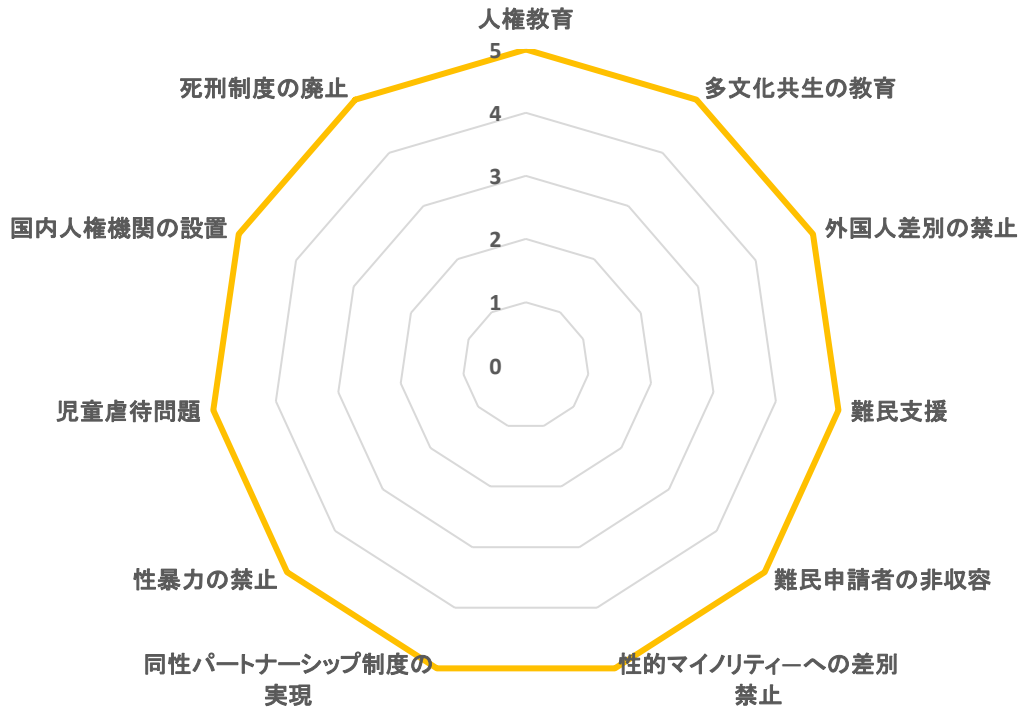 人権教育
5
死刑制度の廃止
多文化共生の教育
4
3
国内人権機関の設置
外国人差別の禁止
2
1
0
児童虐待問題
難民支援
性暴力の禁止
難民申請者の非収容
同性パートナーシップ制度の
実現
性的マイノリティーへの差別
禁止